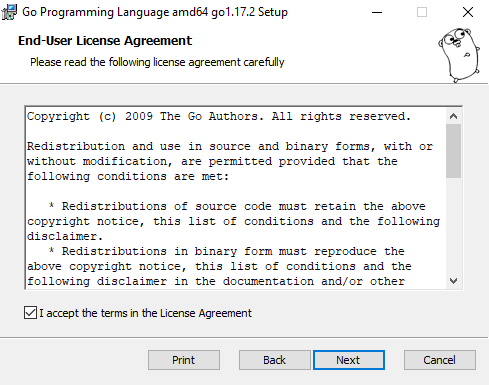 Go Programming Language amd64 go1.17.2 Setup
End-User License Agreement
Please read the following license agreement carefully
Copyright (c) 2009 The Go Authors. All rights reserved.
Redistribution and use in source and binary forms, with or
without modification, are permitted provided that the
following conditions are met:
* Redistributions of source code must retain the above
copyright notice, this list of conditions and the following
disclaimer.
* Redistributions in binary form must reproduce the
above copyright notice, this list of conditions and the
following disclaimer in the documentation and/or other
I accept the terms in the License Agreement
Print
Back
Next
Cancel